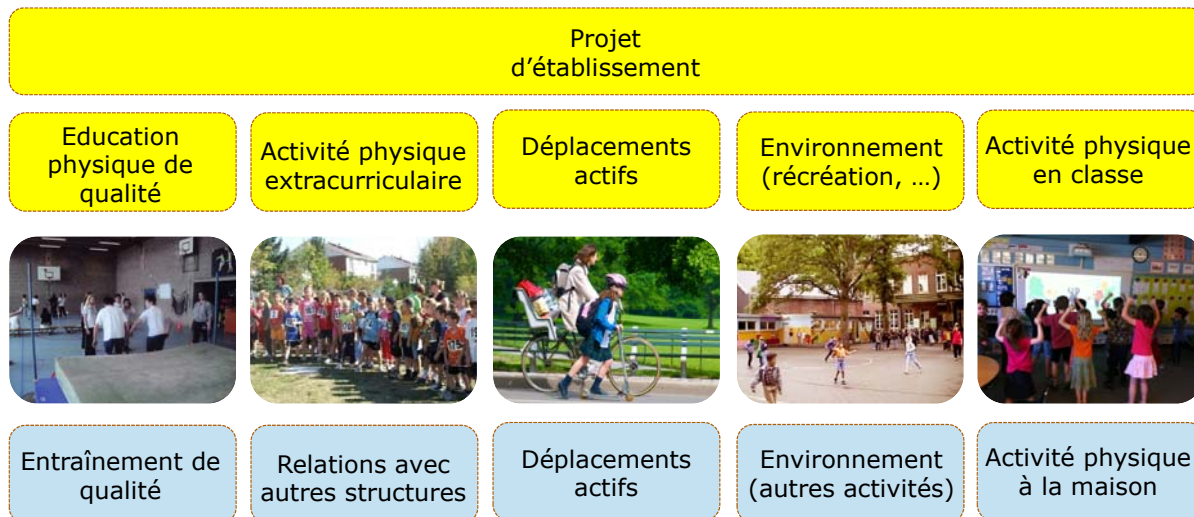 Projet
d'établissement
Education
physique de
qualité
Activité physique
extracurriculaire
Déplacements
actifs
Environnement
(récréation, …)
Activité physique
en classe
Entraînement de
qualité
Relations avec
autres structures
Déplacements
actifs
Environnement
(autres activités)
Activité physique
à la maison